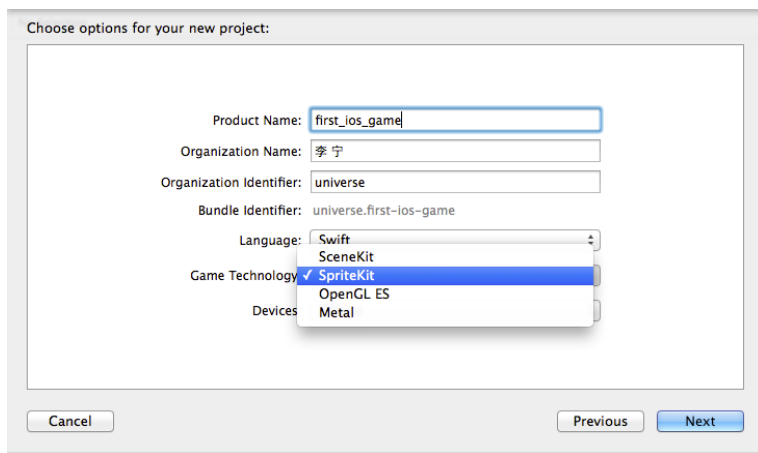 Choose options for your new project:
Product Name: first_ios_game
Organization Name: 李 宁
Organization Identifier: universe
Bundle Identifier: universe.first-ios-game
Language: Swift
SceneKit
Game Technology ✓ SpriteKit
OpenGL ES
Devices
Metal
Cancel Previous Next